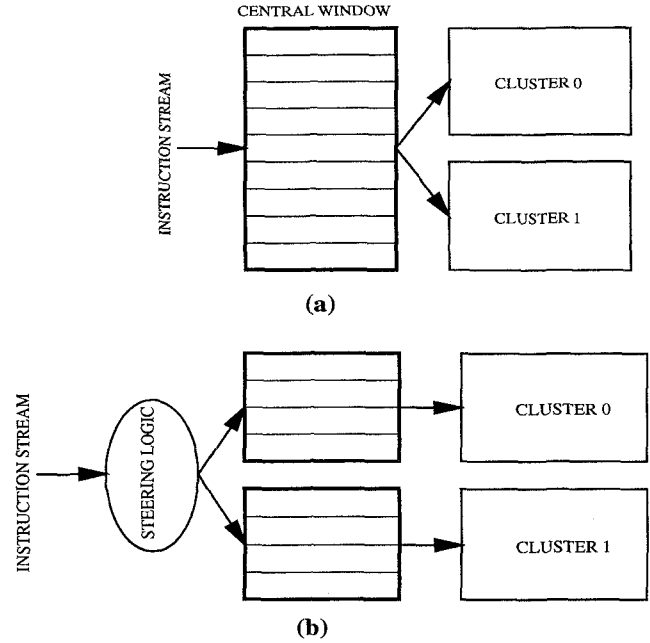 CENTRAL WINDOW
INSTRUCTION STREAM
CLUSTER 0
CLUSTER 1
(a)
INSTRUCTION STREAM
STEERING LOGIC
CLUSTER 0
CLUSTER 1
(b)